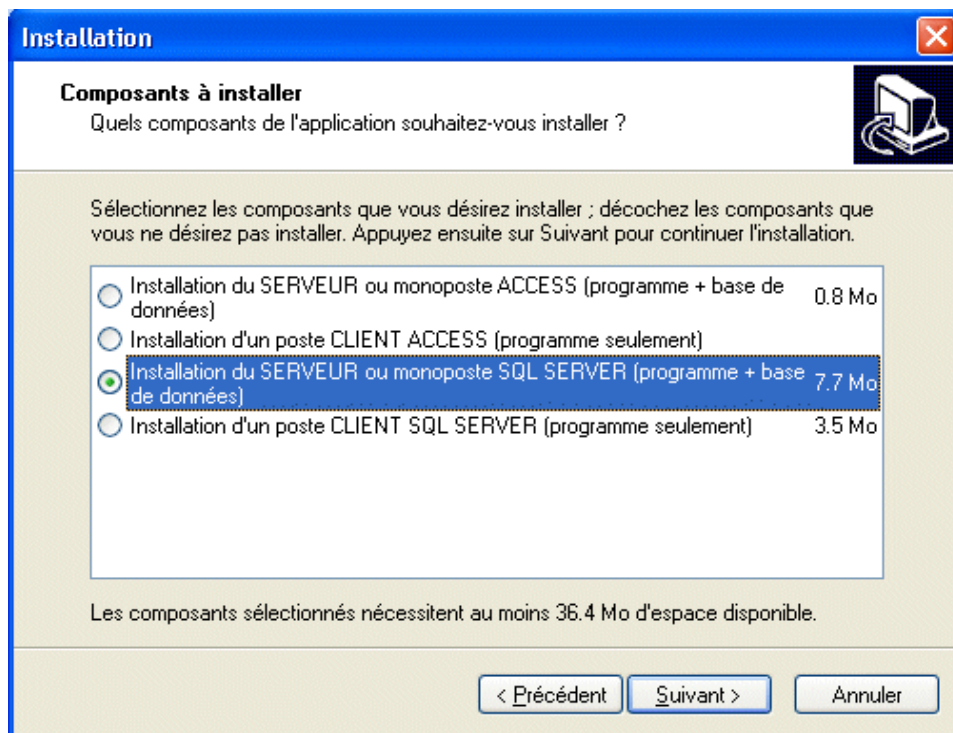 Installation
Composants à installer
Quels composants de l'application souhaitez-vous installer ?
Sélectionnez les composants que vous désirez installer ; décochez les composants que
vous ne désirez pas installer. Appuyez ensuite sur Suivant pour continuer l'installation.
Installation du SERVEUR ou monoposte ACCESS (programme + base de
données) 0.8 Mo
Installation d'un poste CLIENT ACCESS (programme seulement)
Installation du SERVEUR ou monoposte SQL SERVER (programme + base
de données) 7.7 Mo
Installation d'un poste CLIENT SQL SERVER (programme seulement) 3.5 Mo
Les composants sélectionnés nécessitent au moins 36.4 Mo d'espace disponible.
< Précédent Suivant > Annuler